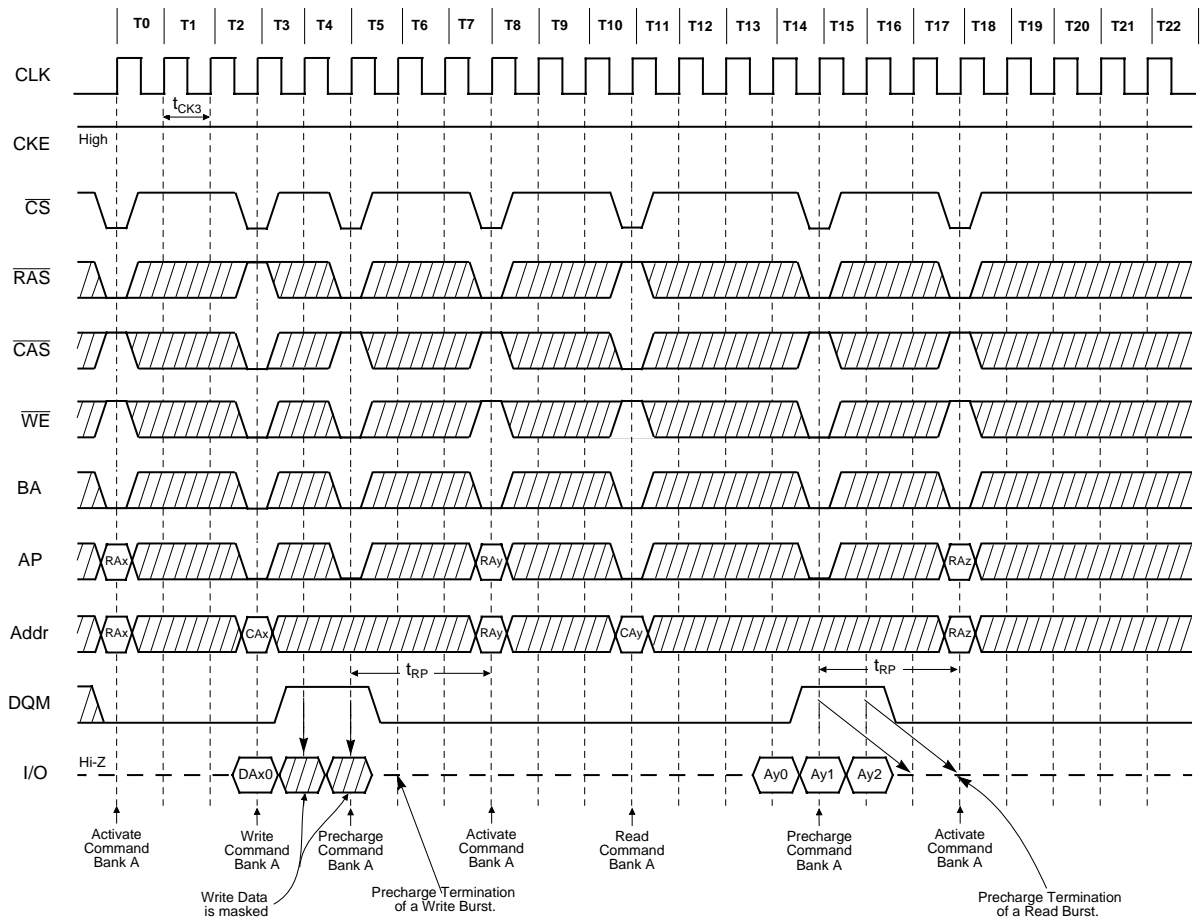 T0 T1 T2 T3 T4 T5 T6 T7 T8 T9 T10 T11 T12 T13 T14 T15 T16 T17 T18 T19 T20 T21 T22
CLK
tCK3
CKE
High
CS
RAS
CAS
WE
BA
AP
RAx RAy RAz
Addr
RAx CAx RAy CAy RAz
tRP tRP
DQM
I/O
Hi-Z
DAx0 Ay0 Ay1 Ay2
Activate
Command
Bank A
Write
Command
Bank A
Precharge
Command
Bank A
Activate
Command
Bank A
Read
Command
Bank A
Precharge
Command
Bank A
Activate
Command
Bank A
Write Data
is masked
Precharge Termination
of a Write Burst.
Precharge Termination
of a Read Burst.